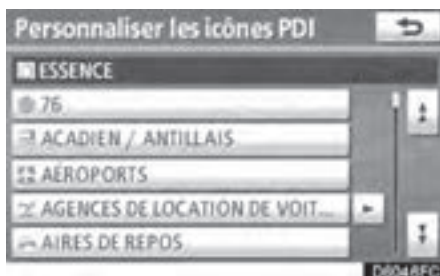 Personnaliser les icônes PDI
ESSENCE
76
ACADIEN / ANTILLAIS
AÉROPORTS
AGENCES DE LOCATION DE VOIT...
AIRES DE REPOS